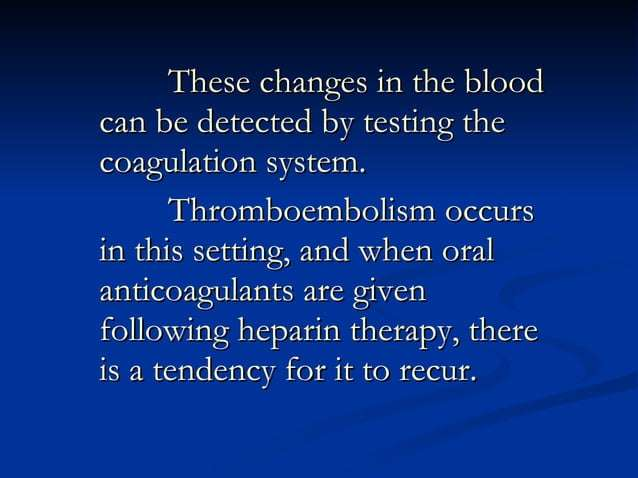 These changes in the blood
can be detected by testing the
coagulation system.
Thromboembolism occurs
in this setting, and when oral
anticoagulants are given
following heparin therapy, there
is a tendency for it to recur.